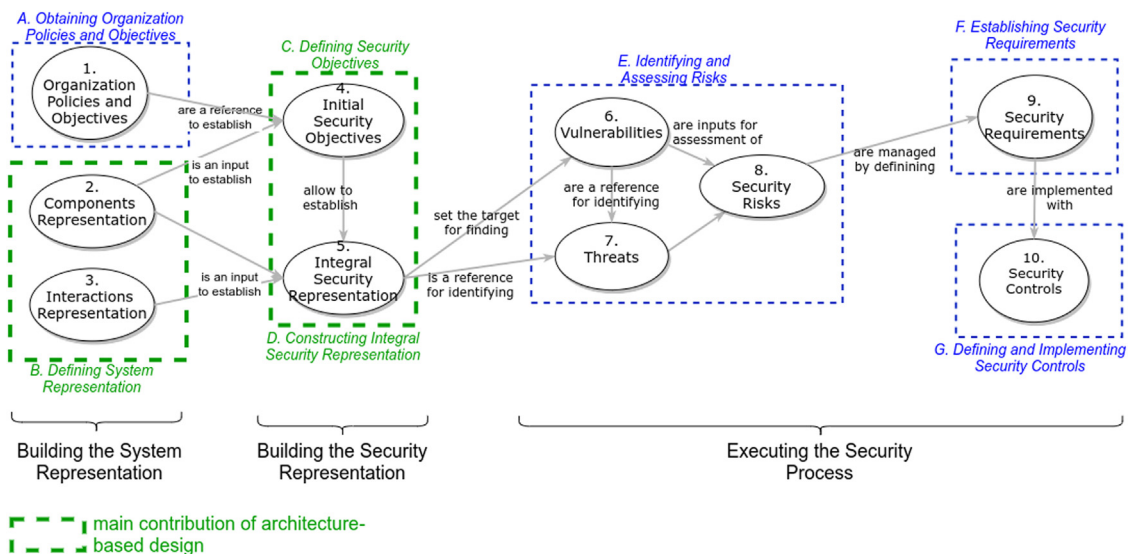 A. Obtaining Organization
Policies and Objectives
1.
Organization
Policies and
Objectives
are a reference
to establish
is an input
to establish
2.
Components
Representation
3.
Interactions
Representation
is an input
to establish
B. Defining System
Representation
C. Defining Security
Objectives
4.
Initial
Security
Objectives
allow to
establish
5.
Integral
Security
Representation
D. Constructing Integral
Security Representation
set the target
for finding
is a reference
for identifying
E. Identifying and
Assessing Risks
6.
Vulnerabilities
are inputs for
assessment of
are a reference
for identifying
7.
Threats
8.
Security
Risks
are managed
by definining
F. Establishing Security
Requirements
9.
Security
Requirements
are implemented
with
10.
Security
Controls
G. Defining and Implementing
Security Controls
Building the System
Representation
Building the Security
Representation
Executing the Security
Process
main contribution of architecture-
based design